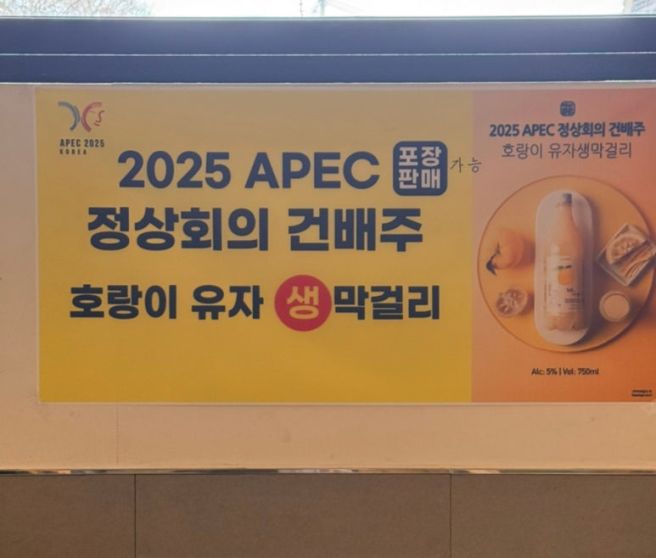 APEC 2025
KOREA
2025 APEC 포장판매 가능
정상회의 건배주
호랑이 유자 생막걸리
2025 APEC 정상회의 건배주
호랑이 유자생막걸리
Alc: 5% | Vol: 750ml